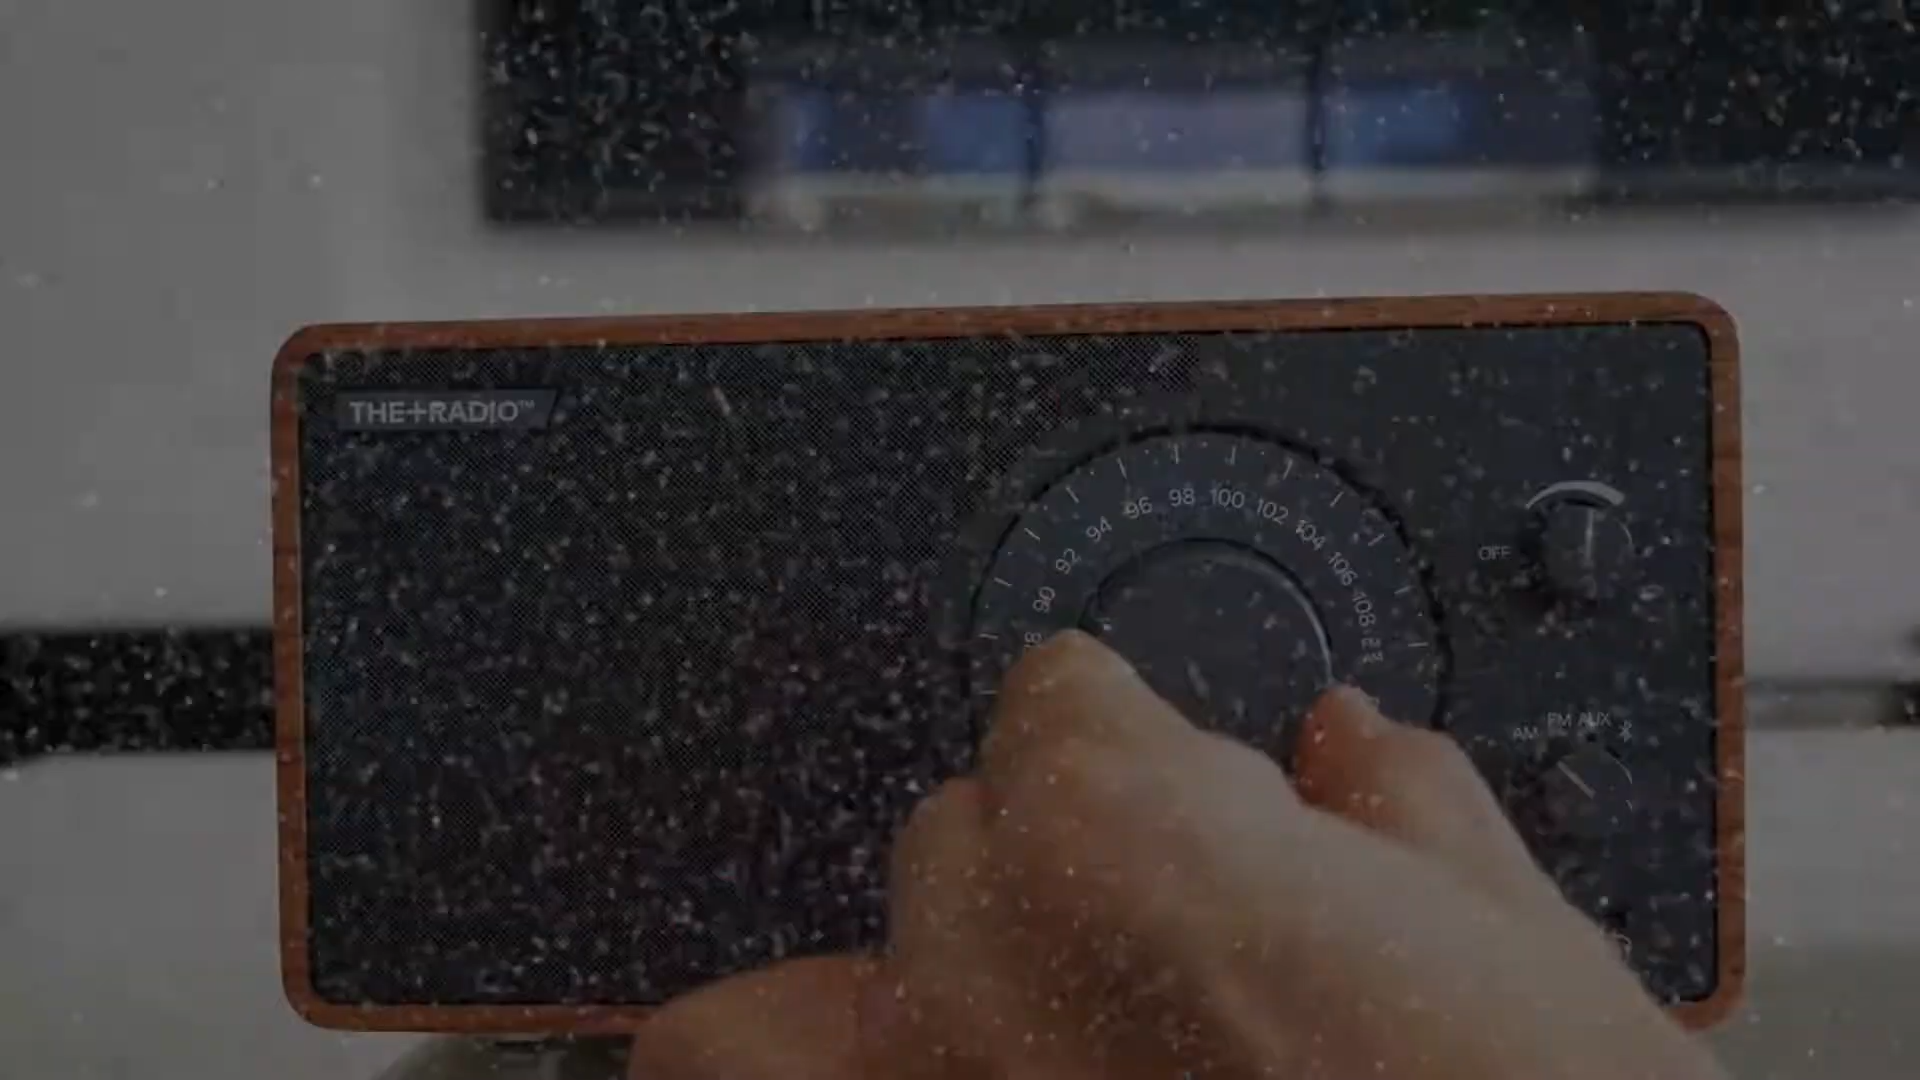 THE+RADIO™
90 92 94 96 98 100 102 104 106 108
FM
AM
OFF
AM FM AUX